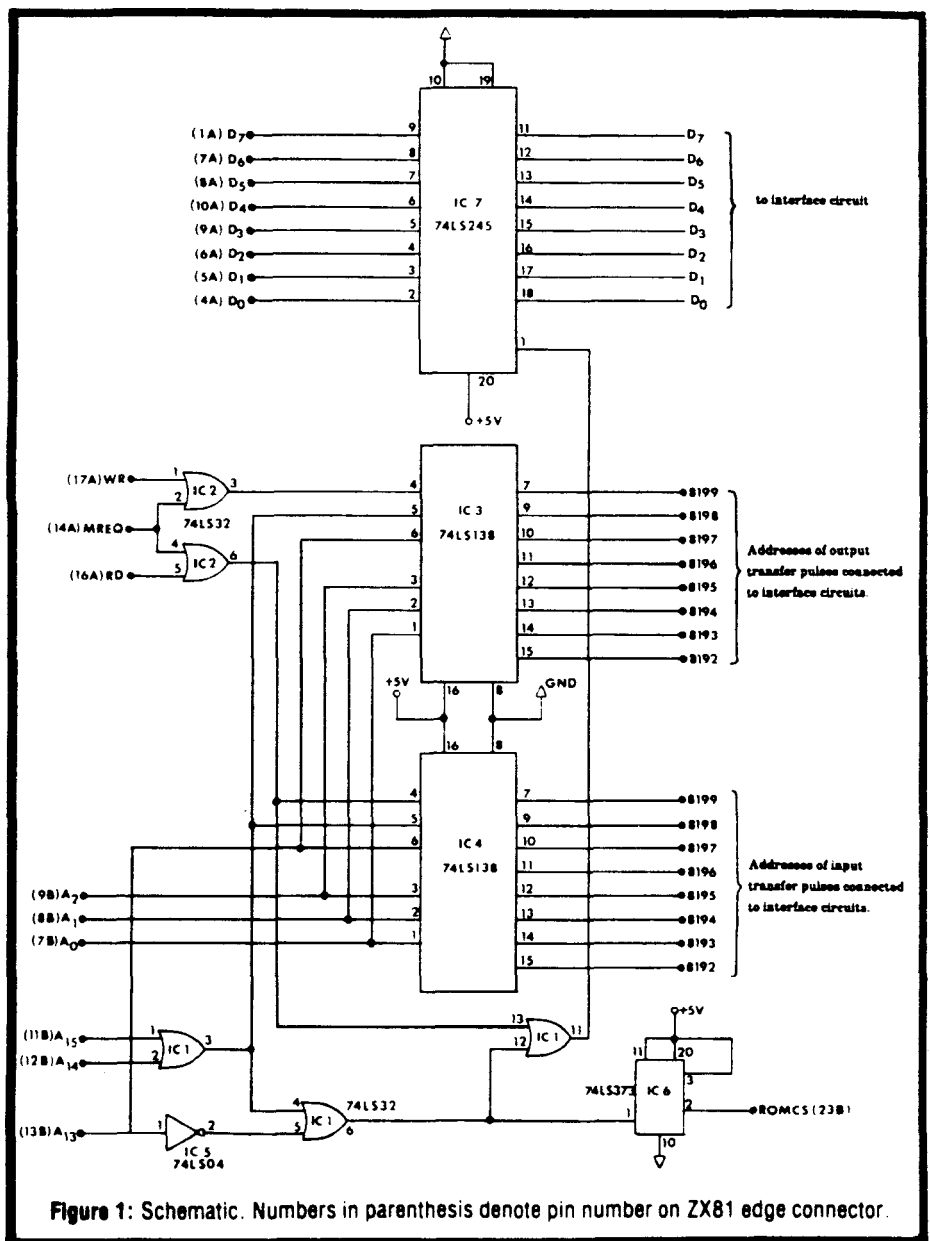 10 19
(1A) D7 9 11 D7
(7A) D6 8 12 D6
(8A) D5 7 13 D5
(10A) D4 6 14 D4
(9A) D3 5 15 D3
(6A) D2 4 16 D2
(5A) D1 3 17 D1
(4A) D0 2 18 D0
IC 7
74LS245
to interface circuit
1
20
+5V
(17A) WR 1
2
IC 2
3
74LS32
(14A) MREQ
4
(16A) RD 5
IC 2
6
4 7 8199
5 9 8198
6 10 8197
11 8196
3 12 8195
2 13 8194
1 14 8193
15 8192
IC 3
74LS138
Addresses of output
transfer pulses connected
to interface circuits.
16 8
+5V
GND
16 8
4 7 8199
5 9 8198
6 10 8197
11 8196
3 12 8195
2 13 8194
1 14 8193
15 8192
IC 4
74LS138
Addresses of input
transfer pulses connected
to interface circuits.
(9B) A2
(8B) A1
(7B) A0
(11B) A15 1
(12B) A14 2
IC 1
3
13
12
IC 1
11
4
5
IC 1
74LS32
6
(13B) A13 1
2
IC 5
74LS04
+5V
11 20
3
74LS373
IC 6
1
2 ROMCS (23B)
10
Figure 1: Schematic. Numbers in parenthesis denote pin number on ZX81 edge connector.